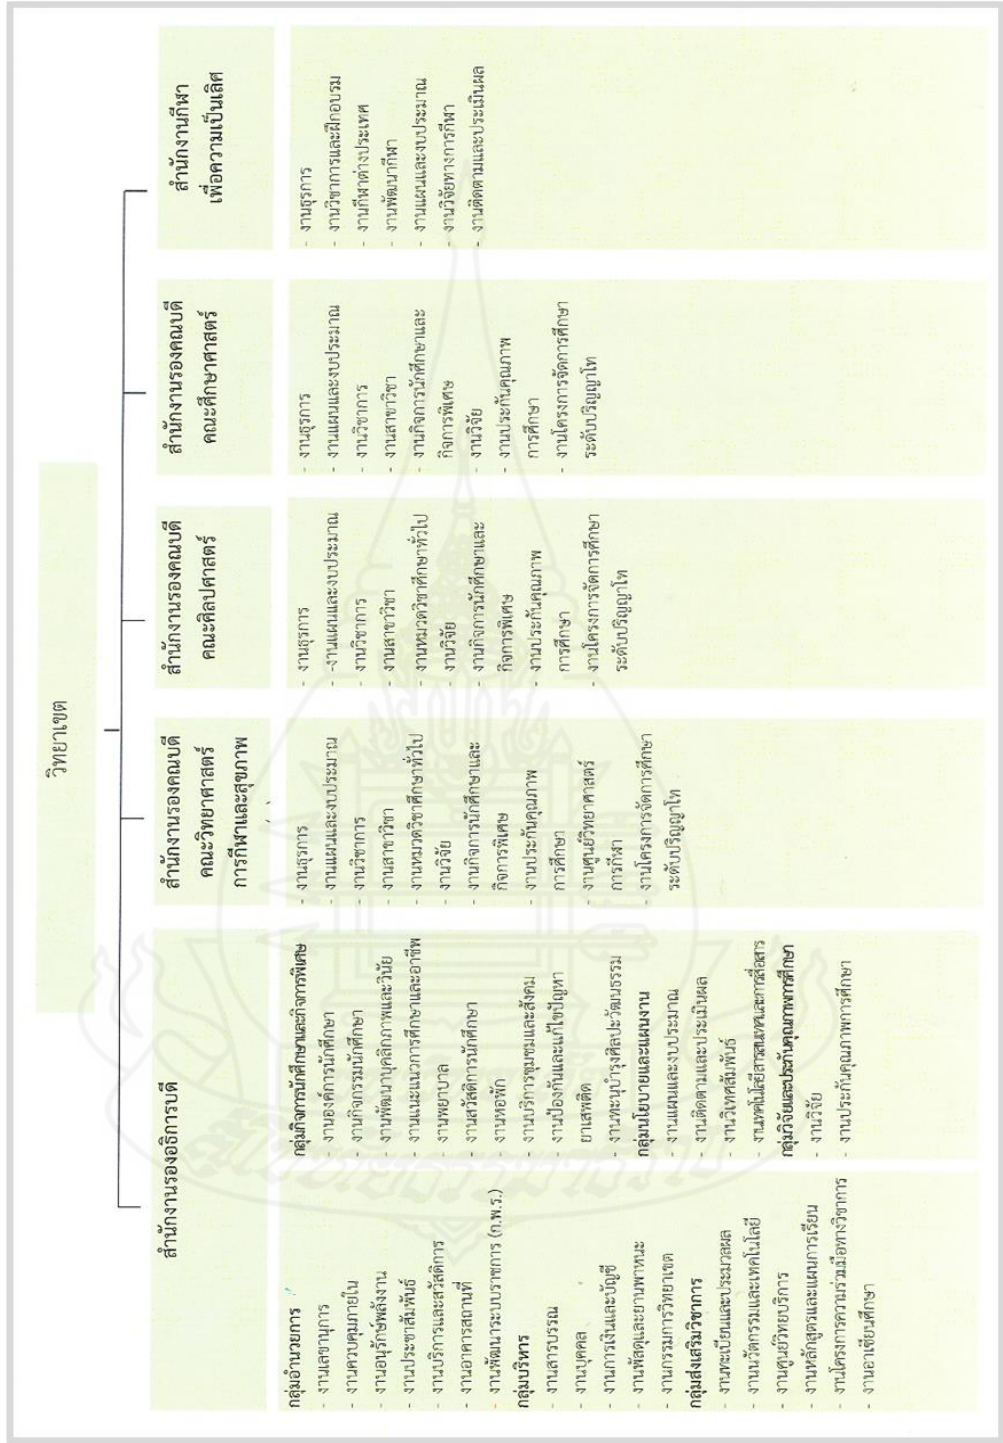 วิทยาเขต
สำนักงานรองอธิการบดี
กลุ่มอำนวยการ
- งานเลขานุการ
- งานควบคุมภายใน
- งานอนุรักษ์พลังงาน
- งานประชาสัมพันธ์
- งานบริการและสวัสดิการ
- งานอาคารสถานที่
- งานพัฒนาระบบราชการ (ก.พ.ร.)
กลุ่มบริหาร
- งานสารบรรณ
- งานบุคคล
- งานการเงินและบัญชี
- งานพัสดุและยานพาหนะ
- งานกรรมการวิทยาเขต
กลุ่มส่งเสริมวิชาการ
- งานทะเบียนและประมวลผล
- งานนวัตกรรมและเทคโนโลยี
- งานศูนย์วิทยบริการ
- งานหลักสูตรและแผนการเรียน
- งานโครงการความร่วมมือทางวิชาการ
- งานอาเซียนศึกษา
กลุ่มกิจการนักศึกษาและกิจการพิเศษ
- งานองค์การนักศึกษา
- งานกิจกรรมนักศึกษา
- งานพัฒนาบุคลิกภาพและวินัย
- งานแนะแนวการศึกษาและอาชีพ
- งานพยาบาล
- งานสวัสดิการนักศึกษา
- งานหอพัก
- งานบริการชุมชมและสังคม
- งานป้องกันและแก้ไขปัญหา
ยาเสพติด
- งานทะนุบำรุงศิลปะวัฒนธรรม
กลุ่มนโยบายและแผนงาน
- งานแผนและงบประมาณ
- งานติดตามและประเมินผล
- งานวิเทศสัมพันธ์
- งานเทคโนโลยีสารสนเทศและการสื่อสาร
กลุ่มวิจัยและประกันคุณภาพการศึกษา
- งานวิจัย
- งานประกันคุณภาพการศึกษา
สำนักงานรองคณบดี
คณะวิทยาศาสตร์
การกีฬาและสุขภาพ
- งานธุรการ
- งานแผนและงบประมาณ
- งานวิชาการ
- งานสาขาวิชา
- งานหมวดวิชาศึกษาทั่วไป
- งานวิจัย
- งานกิจการนักศึกษาและ
กิจการพิเศษ
- งานประกันคุณภาพ
การศึกษา
- งานศูนย์วิทยาศาสตร์
การกีฬา
- งานโครงการจัดการศึกษา
ระดับปริญญาโท
สำนักงานรองคณบดี
คณะศิลปศาสตร์
- งานธุรการ
- -งานแผนและงบประมาณ
- งานวิชาการ
- งานสาขาวิชา
- งานหมวดวิชาศึกษาทั่วไป
- งานวิจัย
- งานกิจการนักศึกษาและ
กิจการพิเศษ
- งานประกันคุณภาพ
การศึกษา
- งานโครงการจัดการศึกษา
ระดับปริญญาโท
สำนักงานรองคณบดี
คณะศึกษาศาสตร์
- งานธุรการ
- งานแผนและงบประมาณ
- งานวิชาการ
- งานสาขาวิชา
- งานกิจการนักศึกษาและ
กิจการพิเศษ
- งานวิจัย
- งานประกันคุณภาพ
การศึกษา
- งานโครงการจัดการศึกษา
ระดับปริญญาโท
สำนักงานกีฬา
เพื่อความเป็นเลิศ
- งานธุรการ
- งานวิชาการและฝึกอบรม
- งานกีฬาต่างประเทศ
- งานพัฒนากีฬา
- งานแผนและงบประมาณ
- งานวิจัยทางการกีฬา
- งานติดตามและประเมินผล